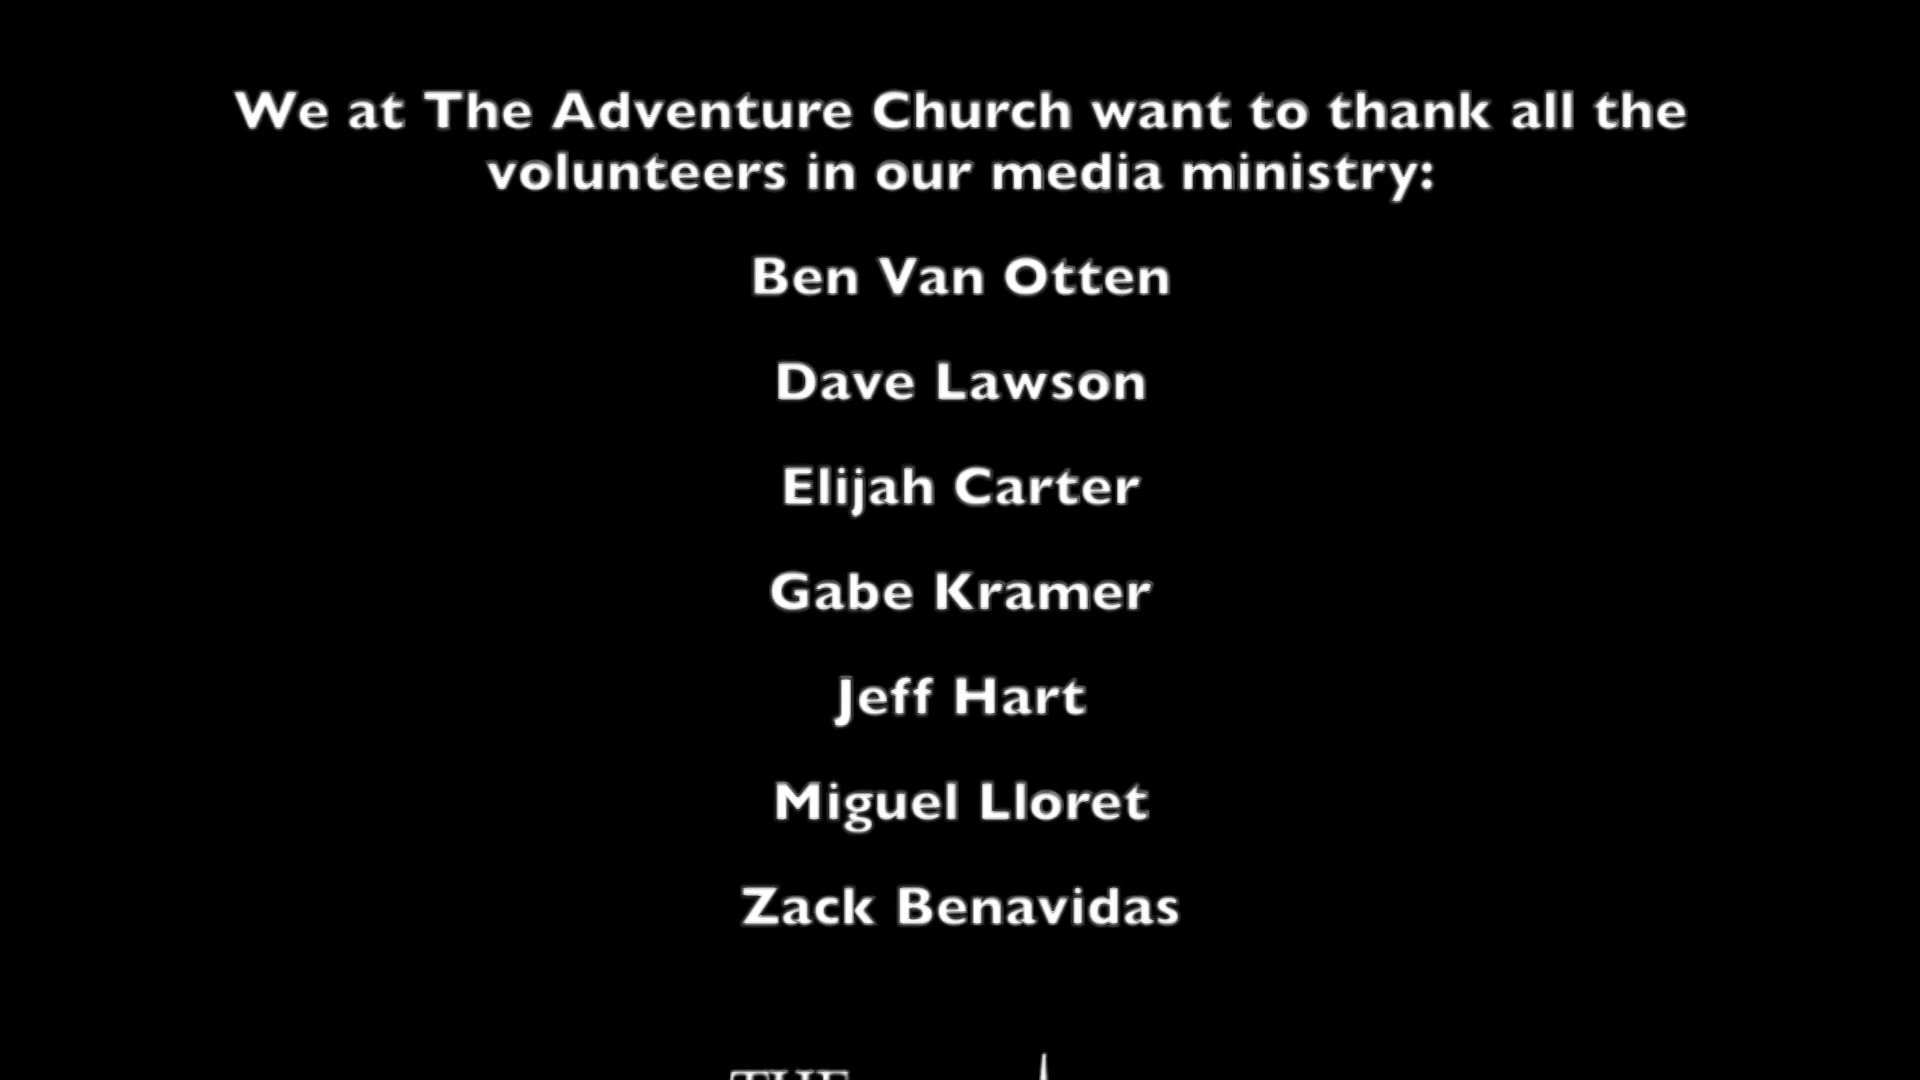 We at The Adventure Church want to thank all the
volunteers in our media ministry:
Ben Van Otten
Dave Lawson
Elijah Carter
Gabe Kramer
Jeff Hart
Miguel Lloret
Zack Benavidas
THE